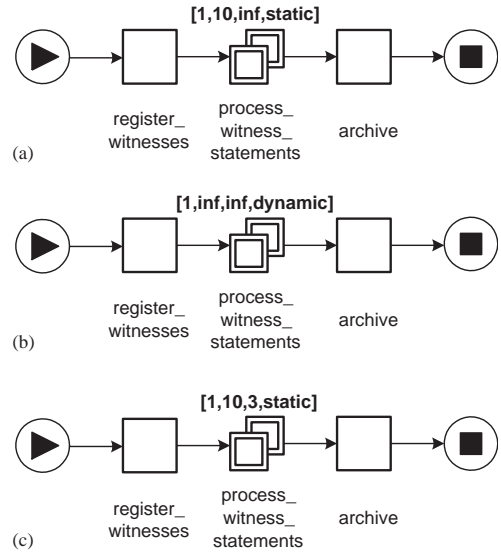 [1,10,inf,static]
register_
witnesses
process_
witness_
statements
archive
(a)
[1,inf,inf,dynamic]
register_
witnesses
process_
witness_
statements
archive
(b)
[1,10,3,static]
register_
witnesses
process_
witness_
statements
archive
(c)